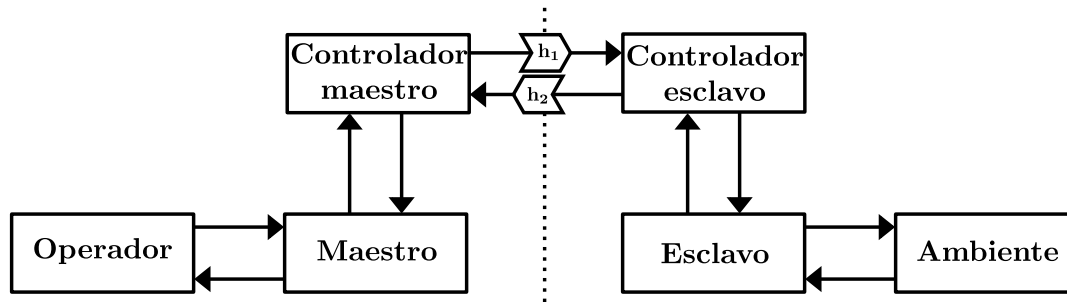 Controlador
maestro
h₁
h₂
Controlador
esclavo
Operador
Maestro
Esclavo
Ambiente